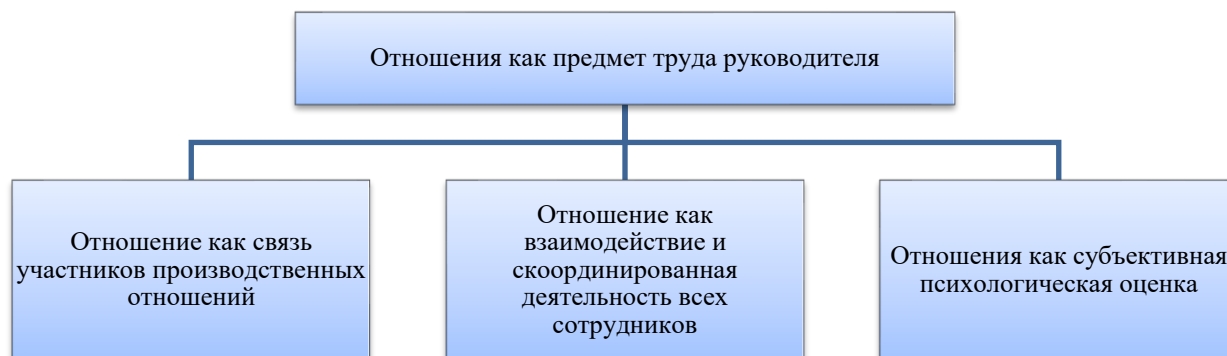 Отношения как предмет труда руководителя
Отношение как связь
участников производственных
отношений
Отношение как
взаимодействие и
скоординированная
деятельность всех
сотрудников
Отношения как субъективная
психологическая оценка